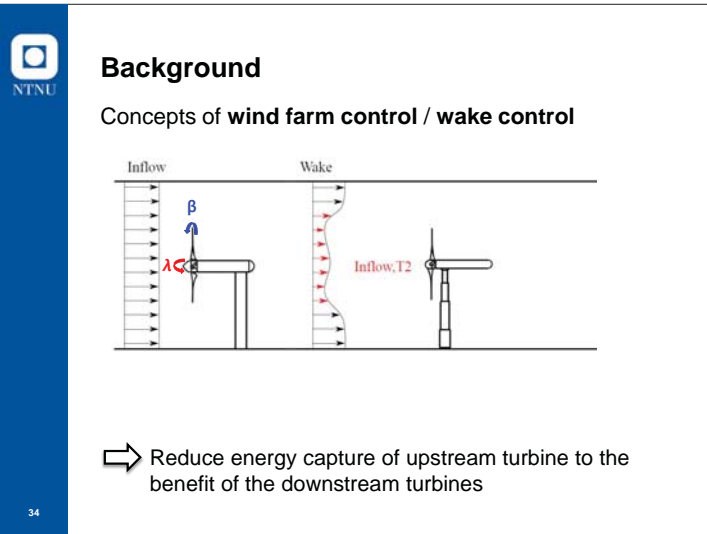 NTNU
Background
Concepts of wind farm control / wake control
Inflow
Wake
β
λ
Inflow,T2
Reduce energy capture of upstream turbine to the
benefit of the downstream turbines
34